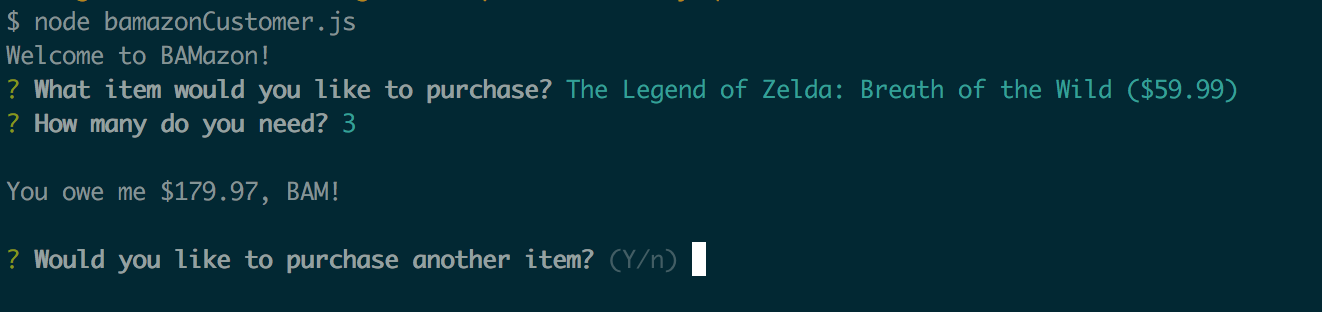 $ node bamazonCustomer.js
Welcome to BAMazon!
? What item would you like to purchase? The Legend of Zelda: Breath of the Wild ($59.99)
? How many do you need? 3
You owe me $179.97, BAM!
? Would you like to purchase another item? (Y/n)